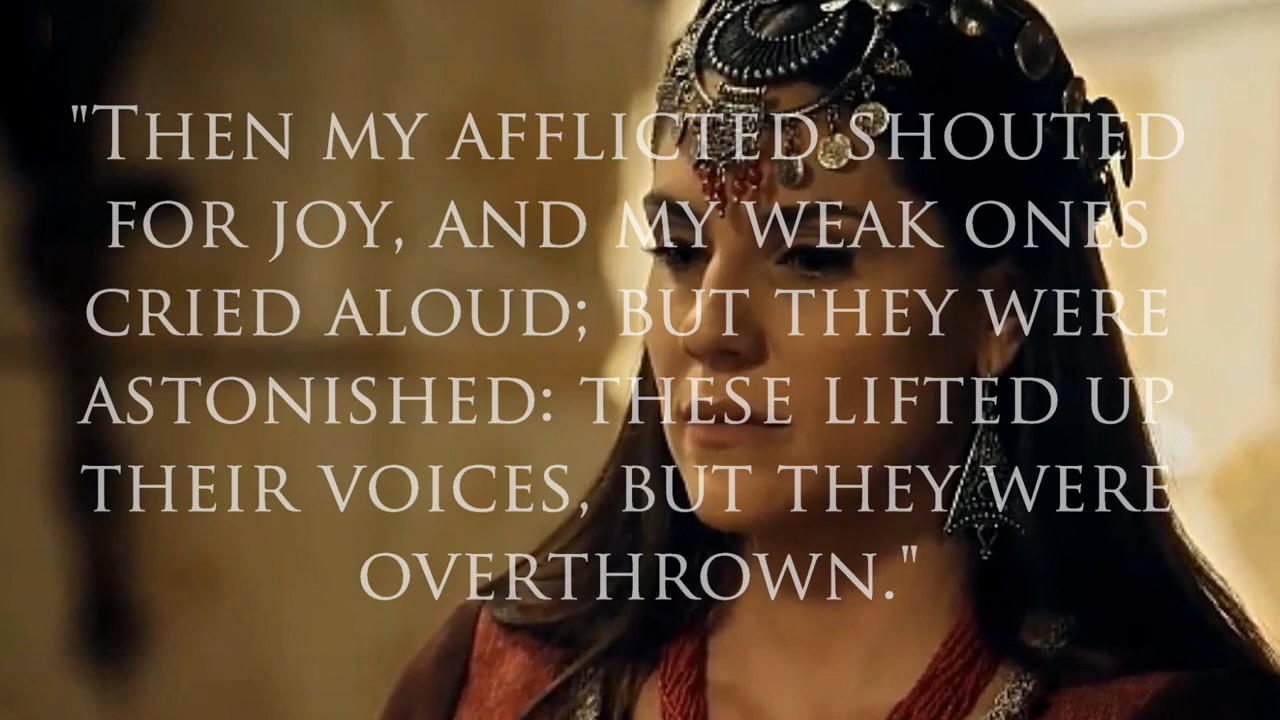 "Then my afflicted shouted
for joy, and my weak ones
cried aloud; but they were
astonished: these lifted up
their voices, but they were
overthrown."